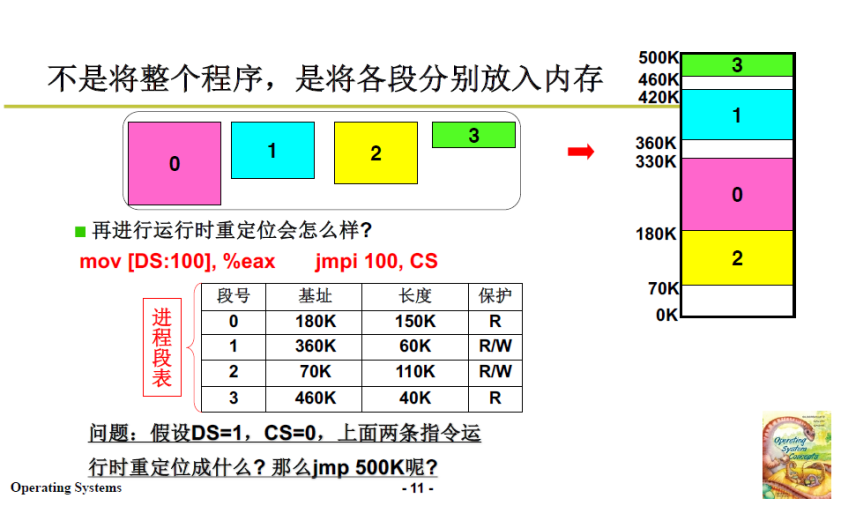 不是将整个程序，是将各段分别放入内存
0
1
2
3
500K
460K
420K
360K
330K
180K
70K
0K
3
1
0
2
再进行运行时重定位会怎么样?
mov [DS:100], %eax jmpi 100, CS
进程段表
段号 基址 长度 保护
0 180K 150K R
1 360K 60K R/W
2 70K 110K R/W
3 460K 40K R
问题：假设DS=1，CS=0，上面两条指令运
行时重定位成什么? 那么jmp 500K呢?
Operating Systems
- 11 -
Operating
System
Concepts